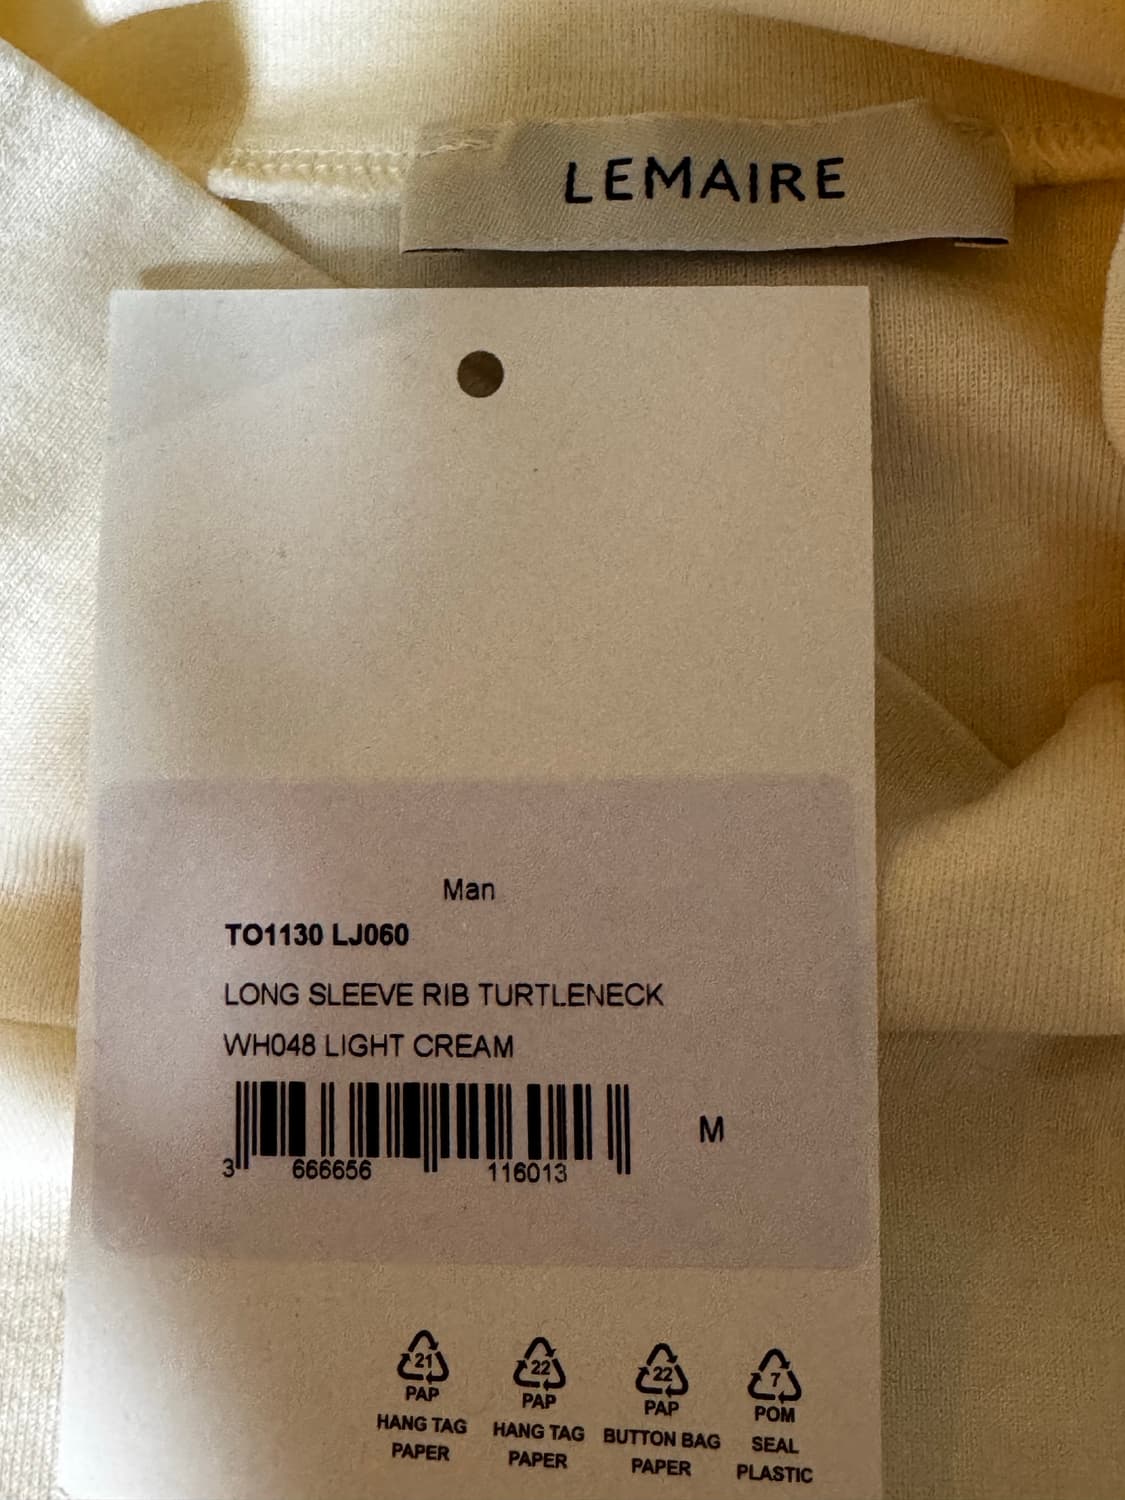 LEMAIRE
Man
TO1130 LJ060
LONG SLEEVE RIB TURTLENECK
WH048 LIGHT CREAM
M
3 666656 116013
21 22 22 7
PAP PAP PAP POM
HANG TAG HANG TAG BUTTON BAG SEAL
PAPER PAPER PAPER PLASTIC